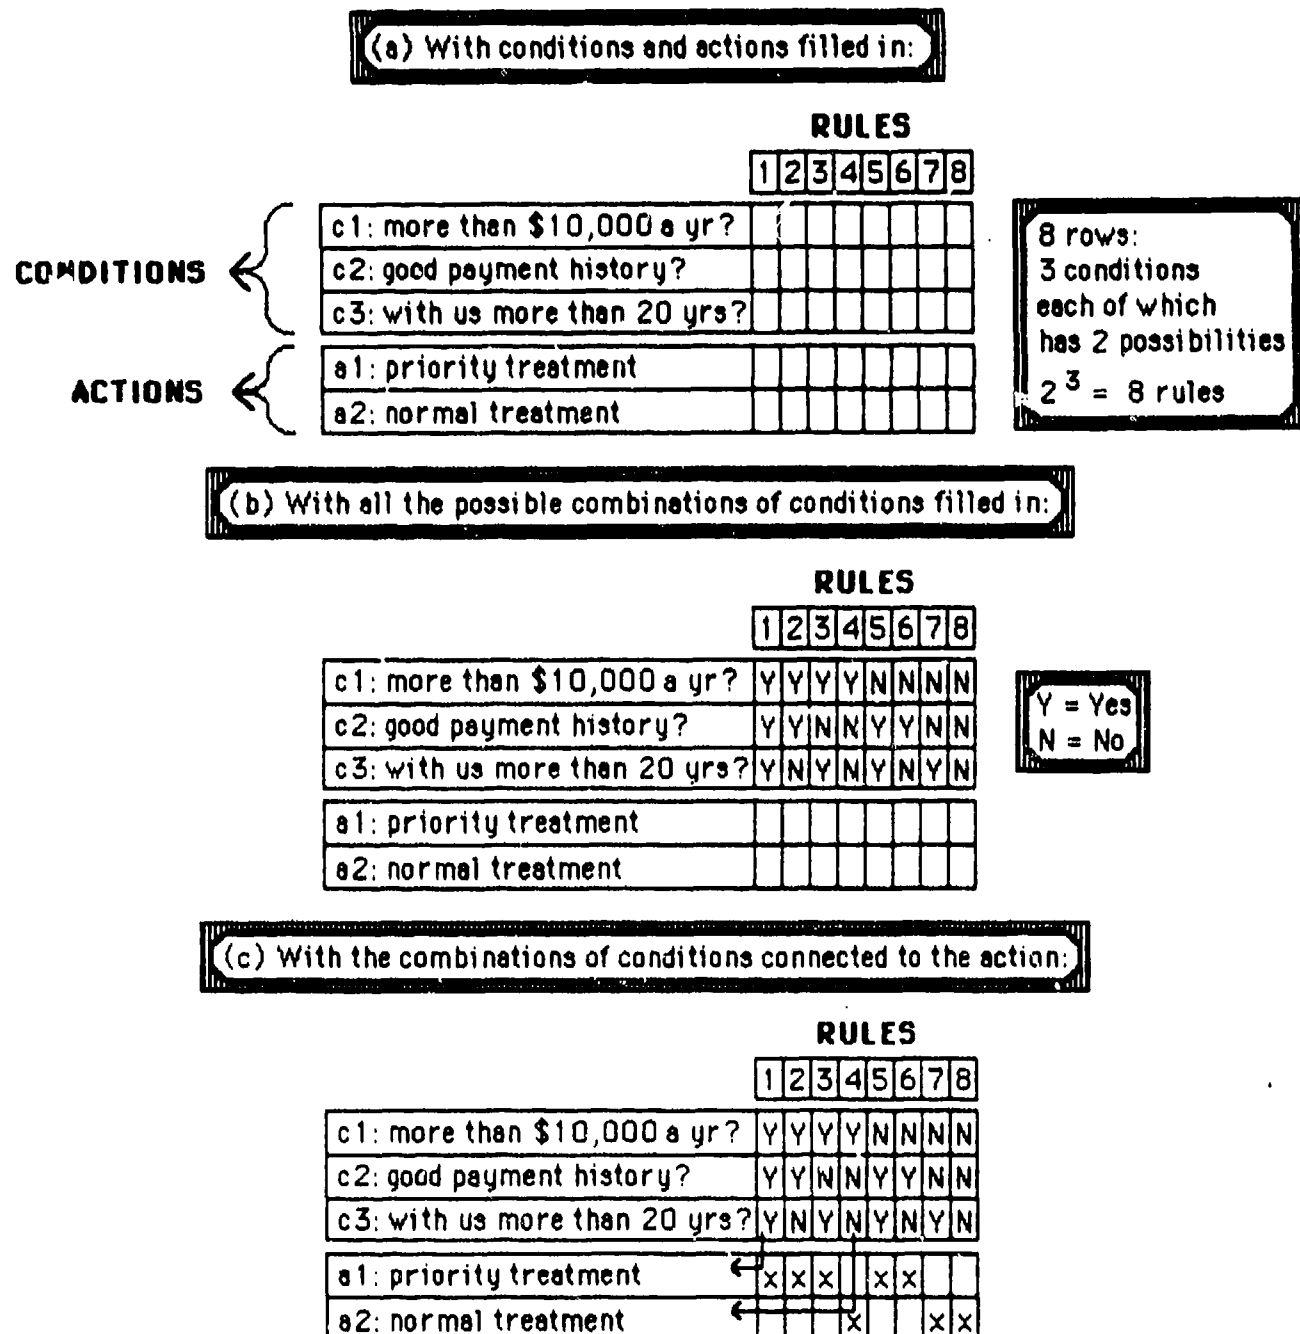 (a) With conditions and actions filled in:
RULES
1 2 3 4 5 6 7 8
CONDITIONS
c1: more than $10,000 a yr?
c2: good payment history?
c3: with us more than 20 yrs?
ACTIONS
a1: priority treatment
a2: normal treatment
8 rows:
3 conditions
each of which
has 2 possibilities
2³ = 8 rules
(b) With all the possible combinations of conditions filled in:
RULES
1 2 3 4 5 6 7 8
c1: more than $10,000 a yr? Y Y Y Y N N N N
c2: good payment history? Y Y N N Y Y N N
c3: with us more than 20 yrs? Y N Y N Y N Y N
a1: priority treatment
a2: normal treatment
Y = Yes
N = No
(c) With the combinations of conditions connected to the action:
RULES
1 2 3 4 5 6 7 8
c1: more than $10,000 a yr? Y Y Y Y N N N N
c2: good payment history? Y Y N N Y Y N N
c3: with us more than 20 yrs? Y N Y N Y N Y N
a1: priority treatment x x x x x
a2: normal treatment x x x